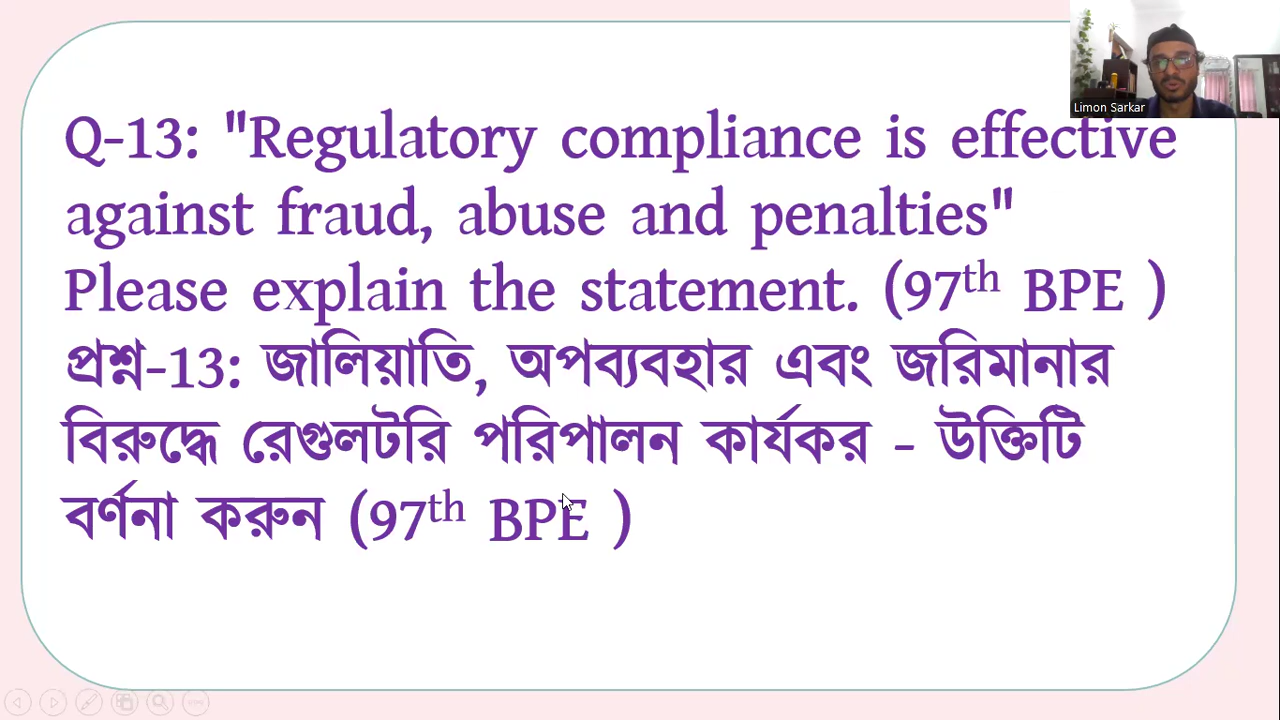 Limon Sarkar
Q-13: "Regulatory compliance is effective
against fraud, abuse and penalties"
Please explain the statement. (97th BPE )
প্রশ্ন-13: জালিয়াতি, অপব্যবহার এবং জরিমানার
বিরুদ্ধে রেগুলটরি পরিপালন কার্যকর - উক্তিটি
বর্ণনা করুন (97th BPE )